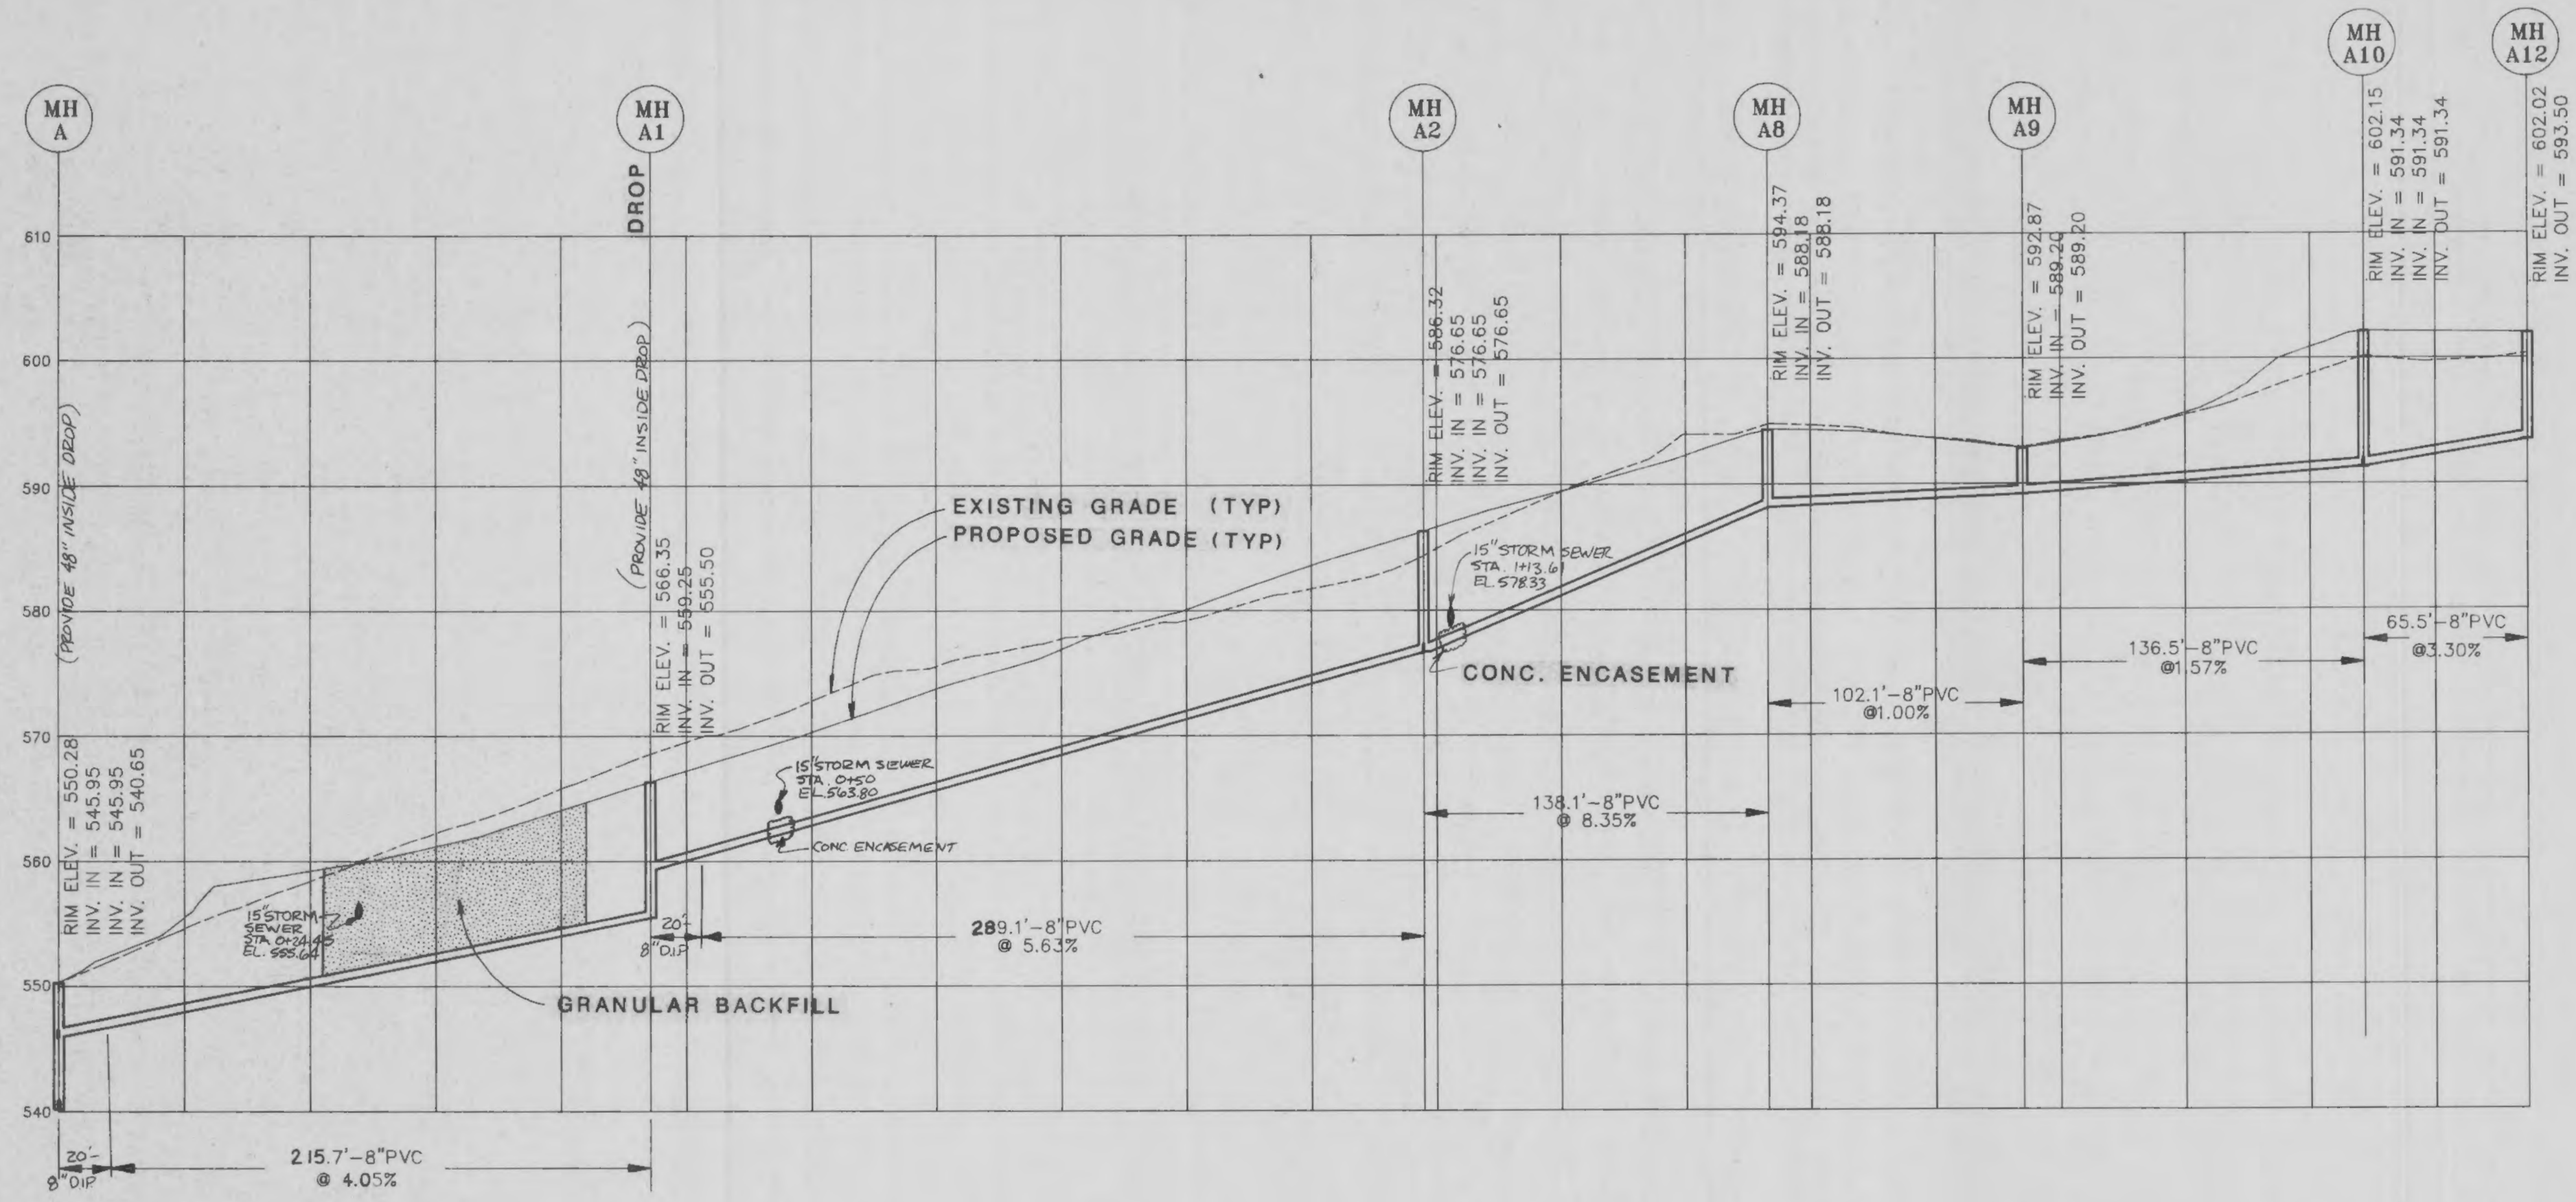 MH
A
MH
A1
MH
A2
MH
A8
MH
A9
MH
A10
MH
A12
DROP
610
600
590
580
570
560
550
540
(PROVIDE 48" INSIDE DROP)
RIM ELEV. = 550.28
INV. IN = 545.95
INV. IN = 545.95
INV. OUT = 540.65
(PROVIDE 48" INSIDE DROP)
RIM ELEV. = 566.35
INV. IN = 559.25
INV. OUT = 555.50
RIM ELEV. = 586.32
INV. IN = 576.65
INV. IN = 576.65
INV. OUT = 576.65
RIM ELEV. = 594.37
INV. IN = 588.18
INV. OUT = 588.18
RIM ELEV. = 592.87
INV. IN = 589.20
INV. OUT = 589.20
RIM ELEV. = 602.15
INV. IN = 591.34
INV. IN = 591.34
INV. OUT = 591.34
RIM ELEV. = 602.02
INV. OUT = 593.50
EXISTING GRADE (TYP)
PROPOSED GRADE (TYP)
15" STORM SEWER
STA. 1+13.61
EL. 578.33
CONC. ENCASEMENT
15" STORM SEWER
STA. 0+50
EL. 563.80
CONC ENCASEMENT
15" STORM
SEWER
STA 0+24.45
EL. 555.64
GRANULAR BACKFILL
20'-
8" DIP
215.7'-8"PVC
@ 4.05%
20'-
8" DIP
289.1'-8"PVC
@ 5.63%
138.1'-8"PVC
@ 8.35%
102.1'-8"PVC
@1.00%
136.5'-8"PVC
@1.57%
65.5'-8"PVC
@3.30%